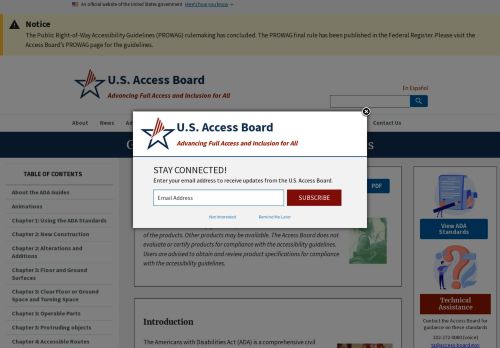 An official website of the United States government Here's how you know
Notice
The Public Right-of-Way Accessibility Guidelines (PROWAG) rulemaking has concluded. The PROWAG final rule has been published in the Federal Register. Please visit the
Access Board's PROWAG page for the guidelines.
U.S. Access Board
Advancing Full Access and Inclusion for All
En Español
About News Contact Us
U.S. Access Board
Advancing Full Access and Inclusion for All
STAY CONNECTED!
Enter your email address to receive updates from the U.S. Access Board.
Email Address SUBSCRIBE
Not Interested Remind Me Later
TABLE OF CONTENTS
About the ADA Guides
Animations
Chapter 1: Using the ADA Standards
Chapter 2: New Construction
Chapter 2: Alterations and
Additions
Chapter 3: Floor and Ground
Surfaces
Chapter 3: Clear Floor or Ground
Space and Turning Space
Chapter 3: Operable Parts
Chapter 3: Protruding objects
Chapter 4: Accessible Routes
PDF
of the products. Other products may be available. The Access Board does not
evaluate or certify products for compliance with the accessibility guidelines.
Users are advised to obtain and review product specifications for compliance
with the accessibility guidelines.
Introduction
The Americans with Disabilities Act (ADA) is a comprehensive civil
View ADA
Standards
Technical
Assistance
Contact the Access Board for
guidance on these standards
202-272-0080 (voice)
ta@access-board.gov